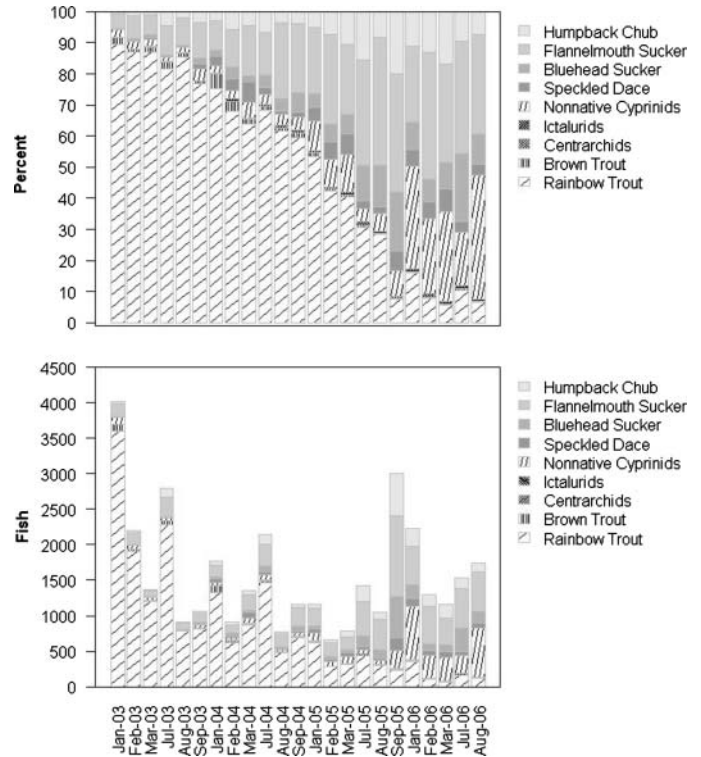 100
90
80
70
60
50
40
30
20
10
0
Percent
Humpback Chub
Flannelmouth Sucker
Bluehead Sucker
Speckled Dace
Nonnative Cyprinids
Ictalurids
Centrarchids
Brown Trout
Rainbow Trout
4500
4000
3500
3000
2500
2000
1500
1000
500
0
Fish
Humpback Chub
Flannelmouth Sucker
Bluehead Sucker
Speckled Dace
Nonnative Cyprinids
Ictalurids
Centrarchids
Brown Trout
Rainbow Trout
Jan-03
Feb-03
Mar-03
Jul-03
Aug-03
Sep-03
Jan-04
Feb-04
Mar-04
Jul-04
Aug-04
Sep-04
Jan-05
Feb-05
Mar-05
Jul-05
Aug-05
Sep-05
Jan-06
Feb-06
Mar-06
Jul-06
Aug-06